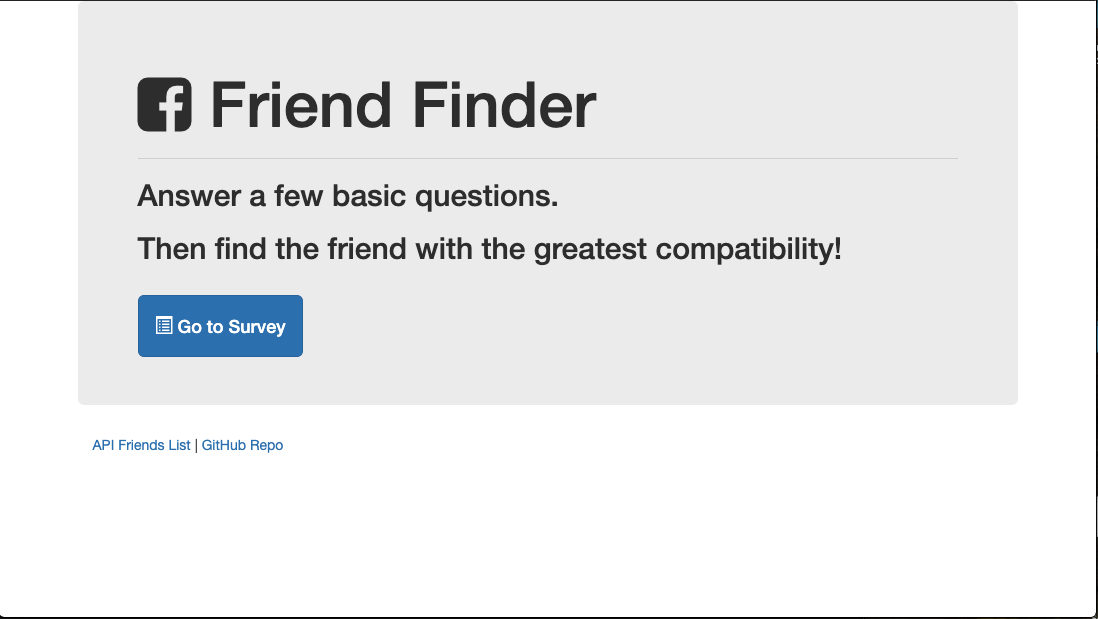 Friend Finder
Answer a few basic questions.
Then find the friend with the greatest compatibility!
Go to Survey
API Friends List | GitHub Repo